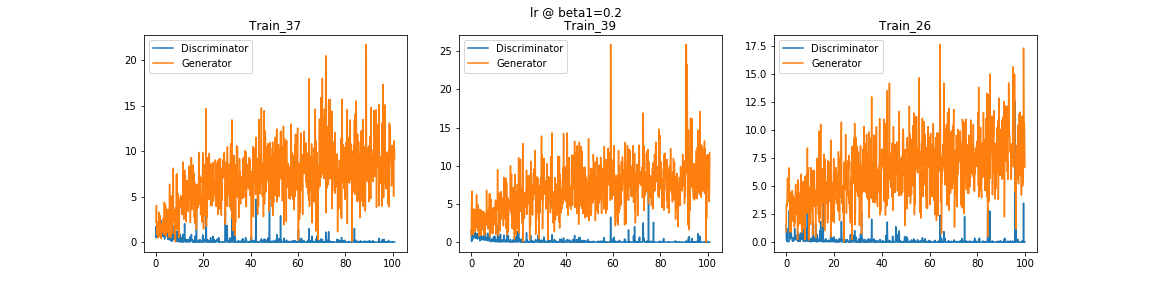 lr @ beta1=0.2
Train_37
Discriminator
Generator
20
15
10
5
0
0 20 40 60 80 100
Train_39
Discriminator
Generator
25
20
15
10
5
0
0 20 40 60 80 100
Train_26
Discriminator
Generator
17.5
15.0
12.5
10.0
7.5
5.0
2.5
0.0
0 20 40 60 80 100